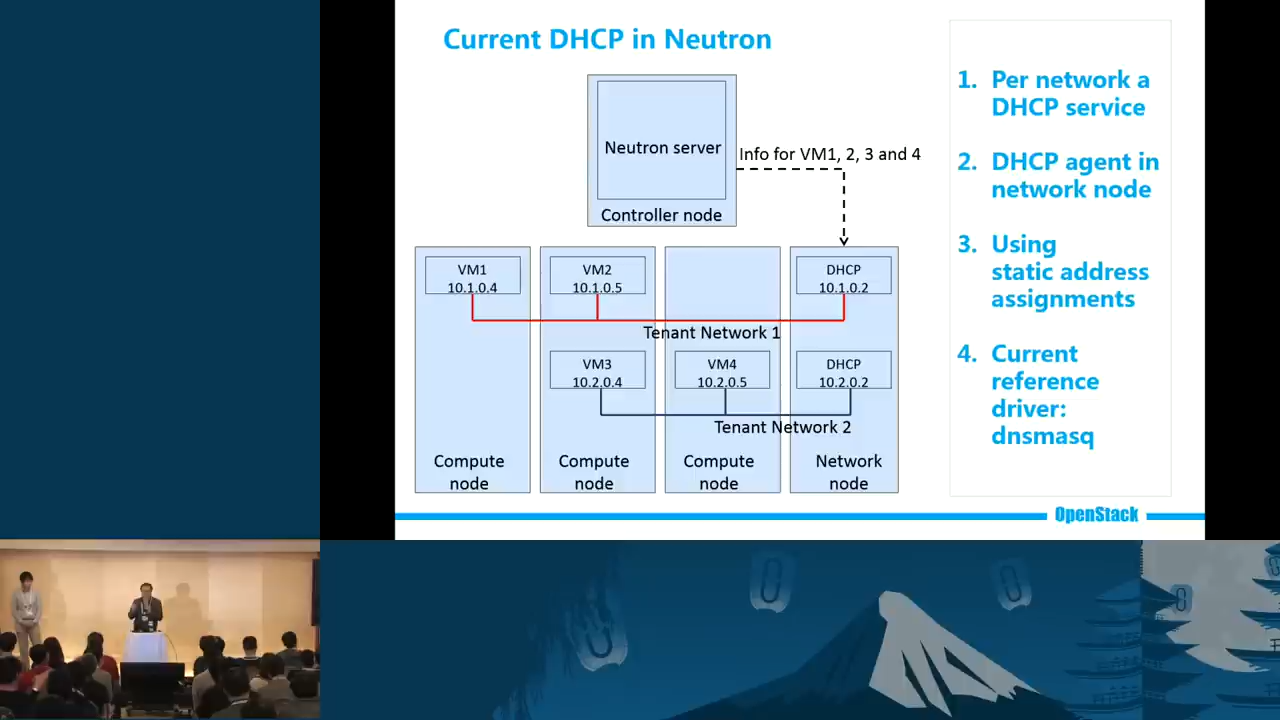 Current DHCP in Neutron
Neutron server
Controller node
Info for VM1, 2, 3 and 4
VM1
10.1.0.4
VM2
10.1.0.5
DHCP
10.1.0.2
Tenant Network 1
VM3
10.2.0.4
VM4
10.2.0.5
DHCP
10.2.0.2
Tenant Network 2
Compute
node
Compute
node
Compute
node
Network
node
1. Per network a
DHCP service
2. DHCP agent in
network node
3. Using
static address
assignments
4. Current
reference
driver:
dnsmasq
OpenStack